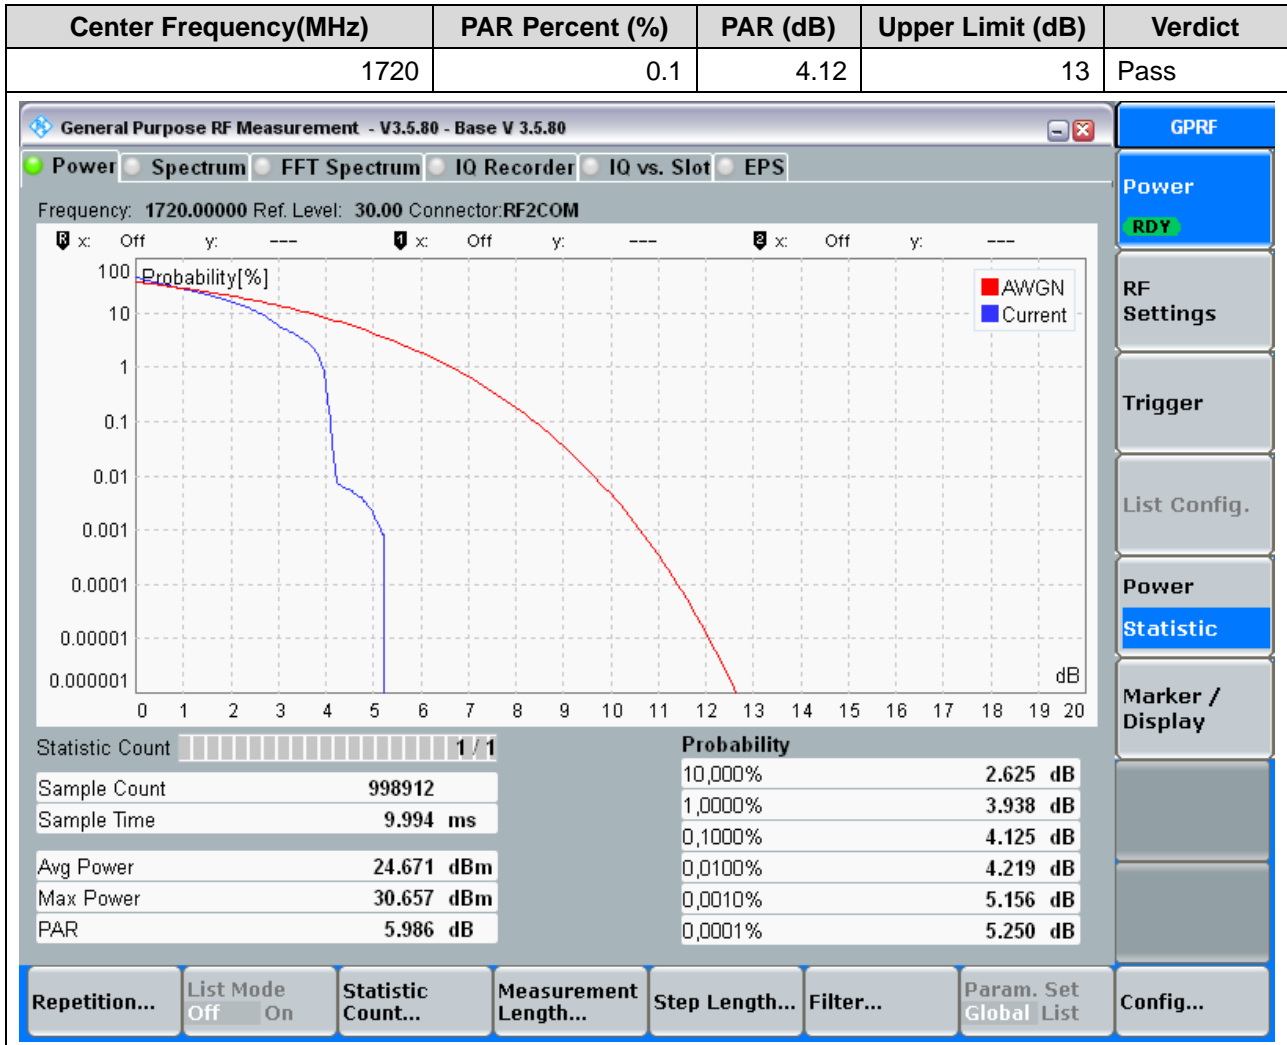 Center Frequency(MHz) PAR Percent (%) PAR (dB) Upper Limit (dB) Verdict
1720 0.1 4.12 13 Pass
General Purpose RF Measurement - V3.5.80 - Base V 3.5.80
GPRF
Power Spectrum FFT Spectrum IQ Recorder IQ vs. Slot EPS
Power
RDY
Frequency: 1720.00000 Ref. Level: 30.00 Connector:RF2COM
R x: Off y: --- 1 x: Off y: --- 2 x: Off y: ---
Probability[%]
AWGN
Current
100
10
1
0.1
0.01
0.001
0.0001
0.00001
0.000001
dB
0 1 2 3 4 5 6 7 8 9 10 11 12 13 14 15 16 17 18 19 20
RF
Settings
Trigger
List Config.
Power
Statistic
Marker /
Display
Statistic Count 1 / 1
Sample Count 998912
Sample Time 9.994 ms
Avg Power 24.671 dBm
Max Power 30.657 dBm
PAR 5.986 dB
Probability
10,000% 2.625 dB
1,0000% 3.938 dB
0,1000% 4.125 dB
0,0100% 4.219 dB
0,0010% 5.156 dB
0,0001% 5.250 dB
Repetition...
List Mode
Off On
Statistic
Count...
Measurement
Length...
Step Length...
Filter...
Param. Set
Global List
Config...